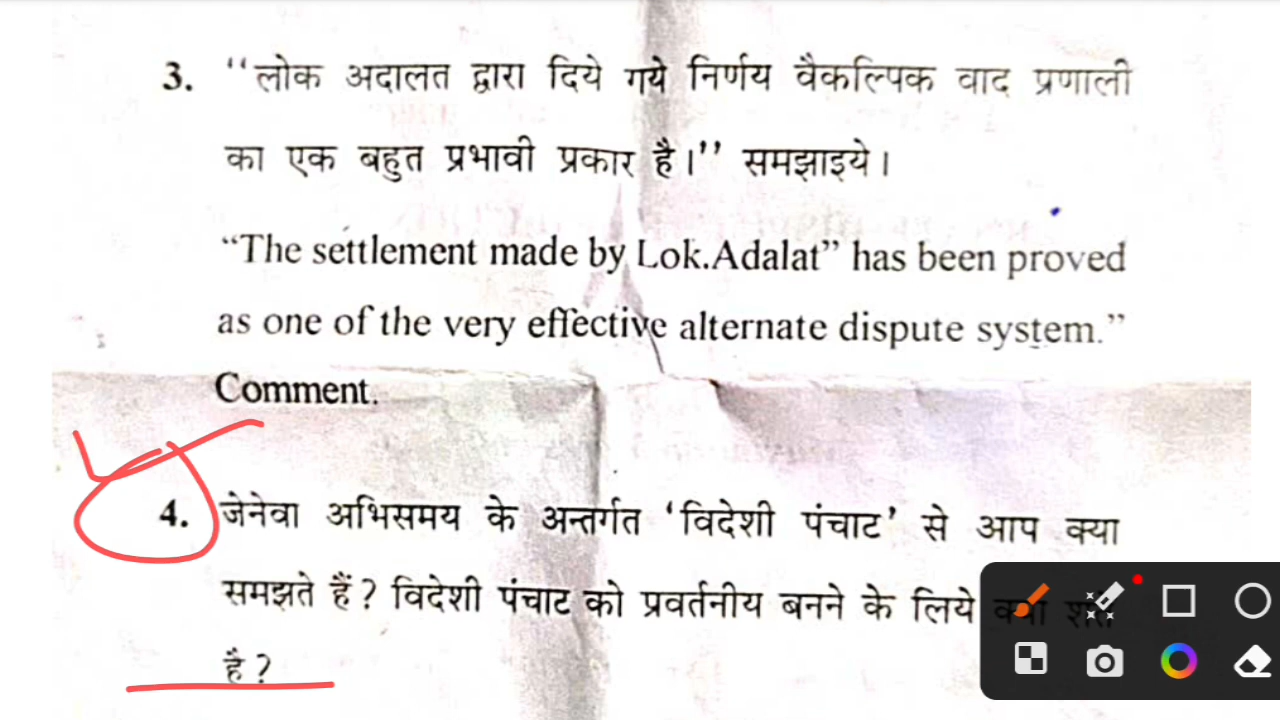 3. “लोक अदालत द्वारा दिये गये निर्णय वैकल्पिक वाद प्रणाली
का एक बहुत प्रभावी प्रकार है।” समझाइये।
“The settlement made by Lok.Adalat” has been proved
as one of the very effective alternate dispute system.”
Comment.
4. जेनेवा अभिसमय के अन्तर्गत ‘विदेशी पंचाट’ से आप क्या
समझते हैं ? विदेशी पंचाट को प्रवर्तनीय बनने के लिये
है ?